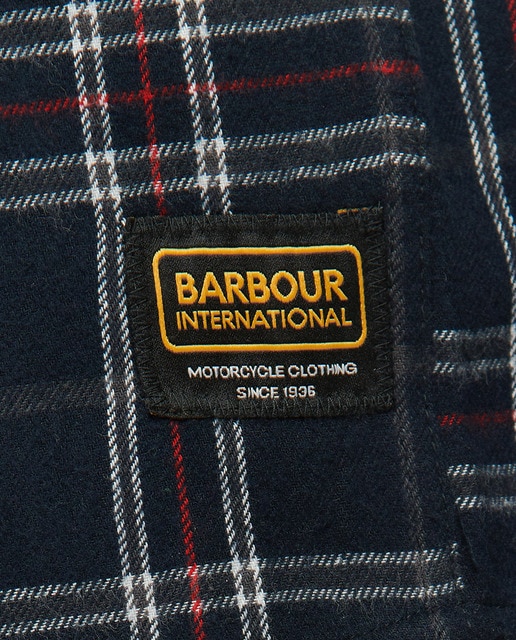 BARBOUR
INTERNATIONAL
MOTORCYCLE CLOTHING
SINCE 1936